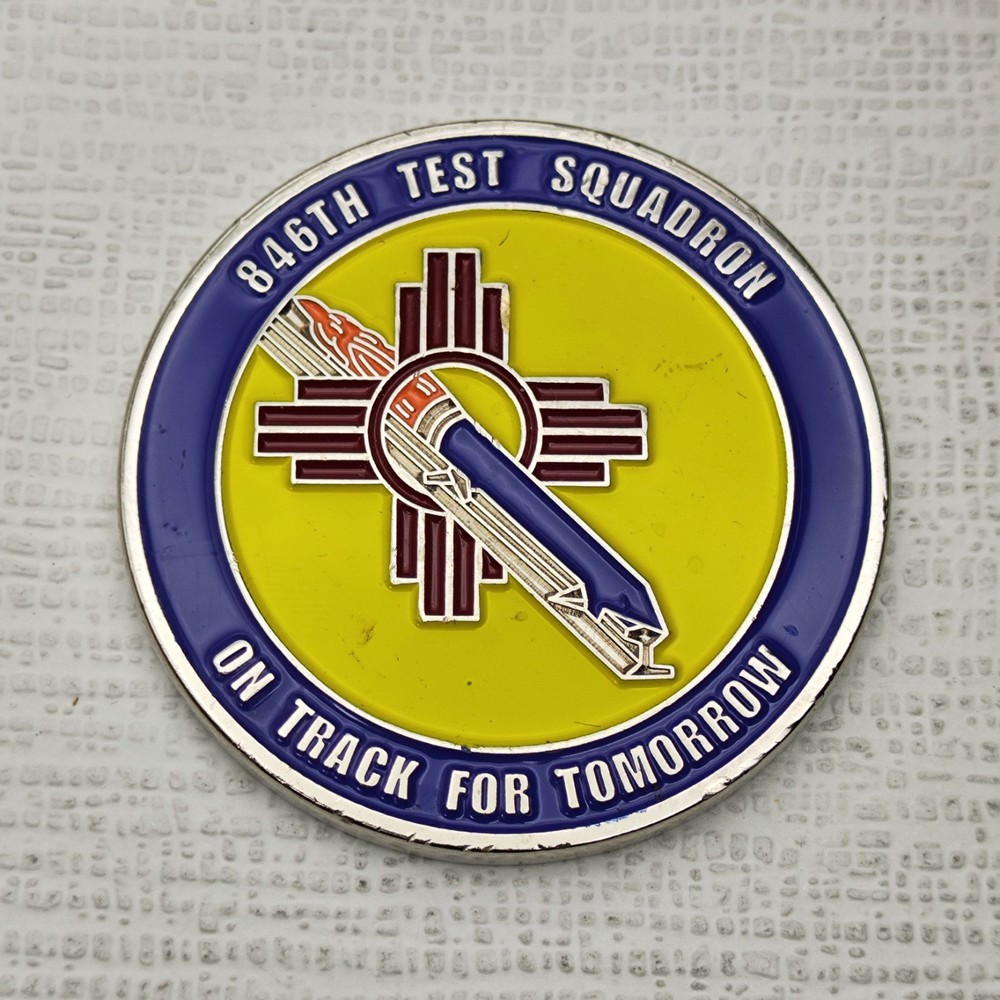 846TH TEST SQUADRON
ON TRACK FOR TOMORROW